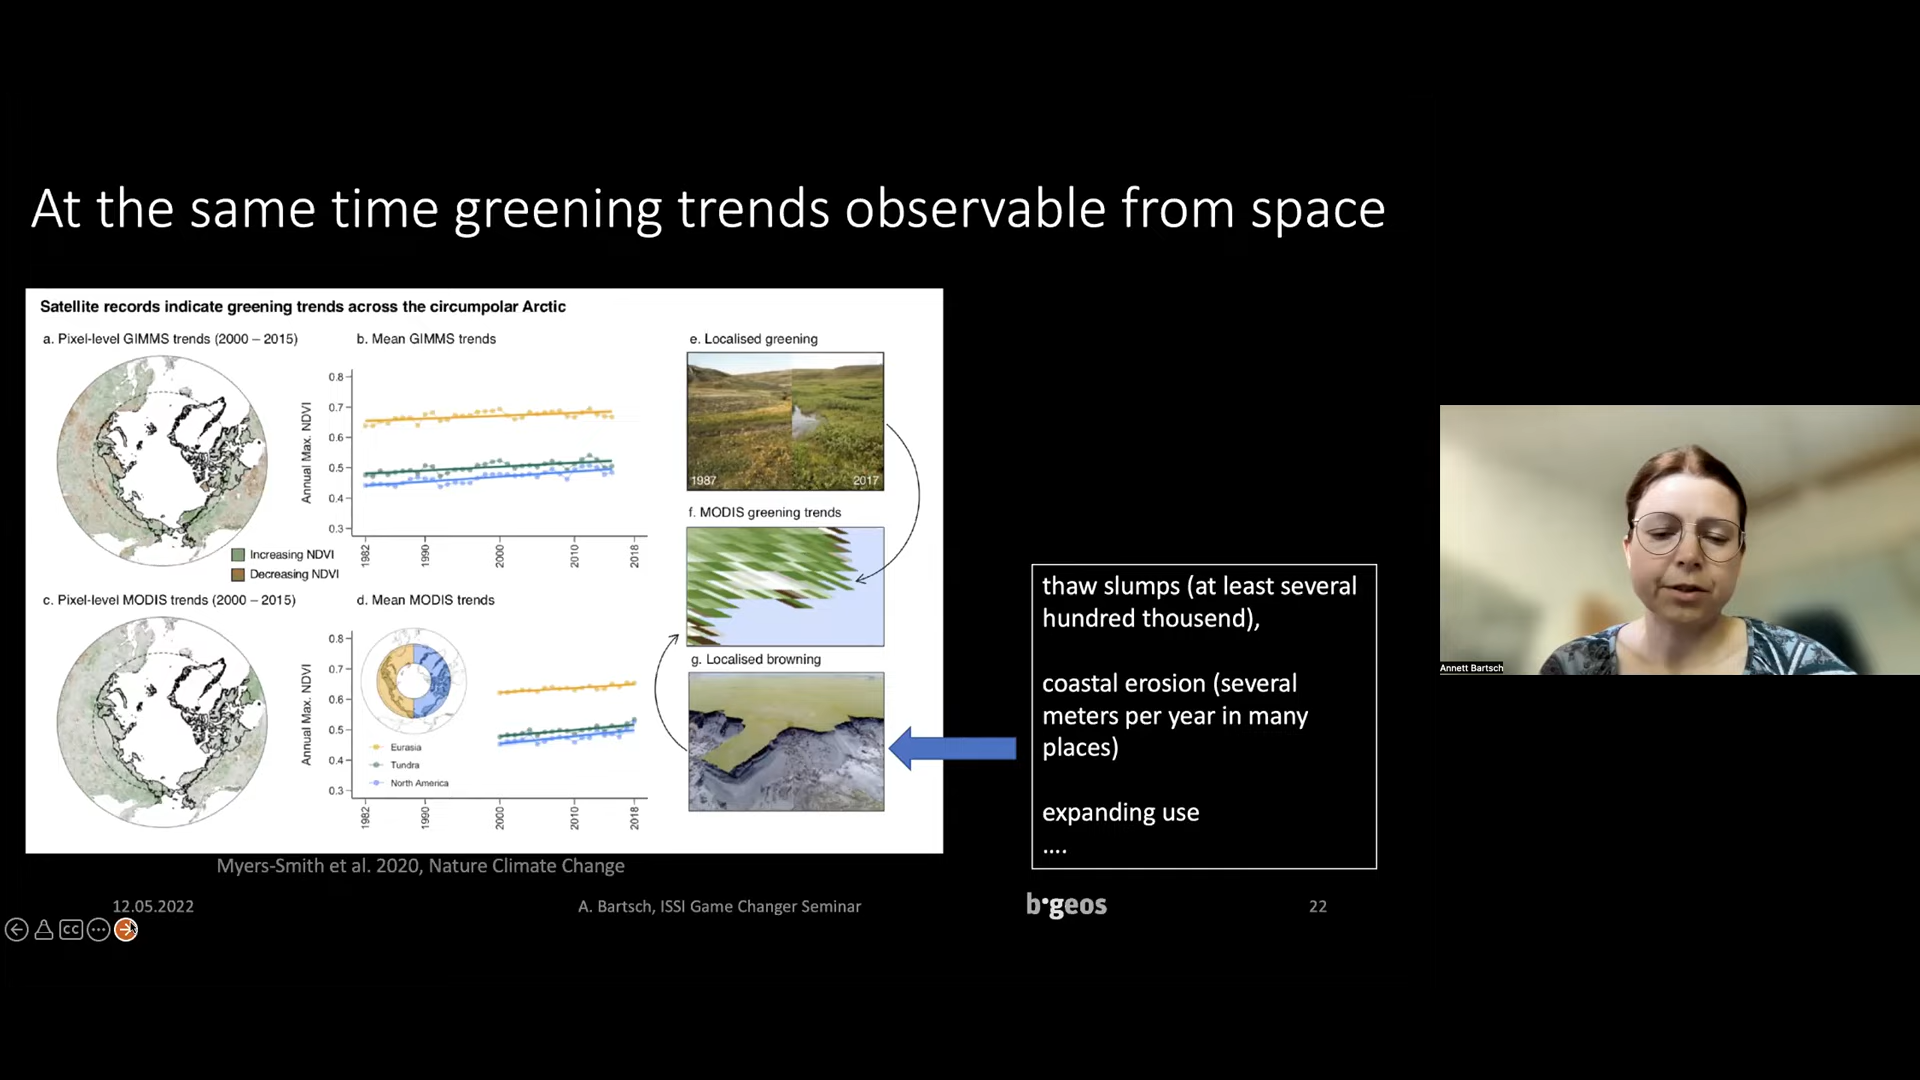 At the same time greening trends observable from space
Satellite records indicate greening trends across the circumpolar Arctic
a. Pixel-level GIMMS trends (2000 – 2015)
Increasing NDVI
Decreasing NDVI
b. Mean GIMMS trends
Annual Max. NDVI
0.8
0.7
0.6
0.5
0.4
0.3
1982
1990
2000
2010
2018
c. Pixel-level MODIS trends (2000 – 2015)
d. Mean MODIS trends
Annual Max. NDVI
0.8
0.7
0.6
0.5
0.4
0.3
Eurasia
Tundra
North America
1982
1990
2000
2010
2018
e. Localised greening
1987
2017
f. MODIS greening trends
g. Localised browning
thaw slumps (at least several
hundred thousend),
coastal erosion (several
meters per year in many
places)
expanding use
....
Myers-Smith et al. 2020, Nature Climate Change
12.05.2022
A. Bartsch, ISSI Game Changer Seminar
b·geos
22
CC
Annett Bartsch